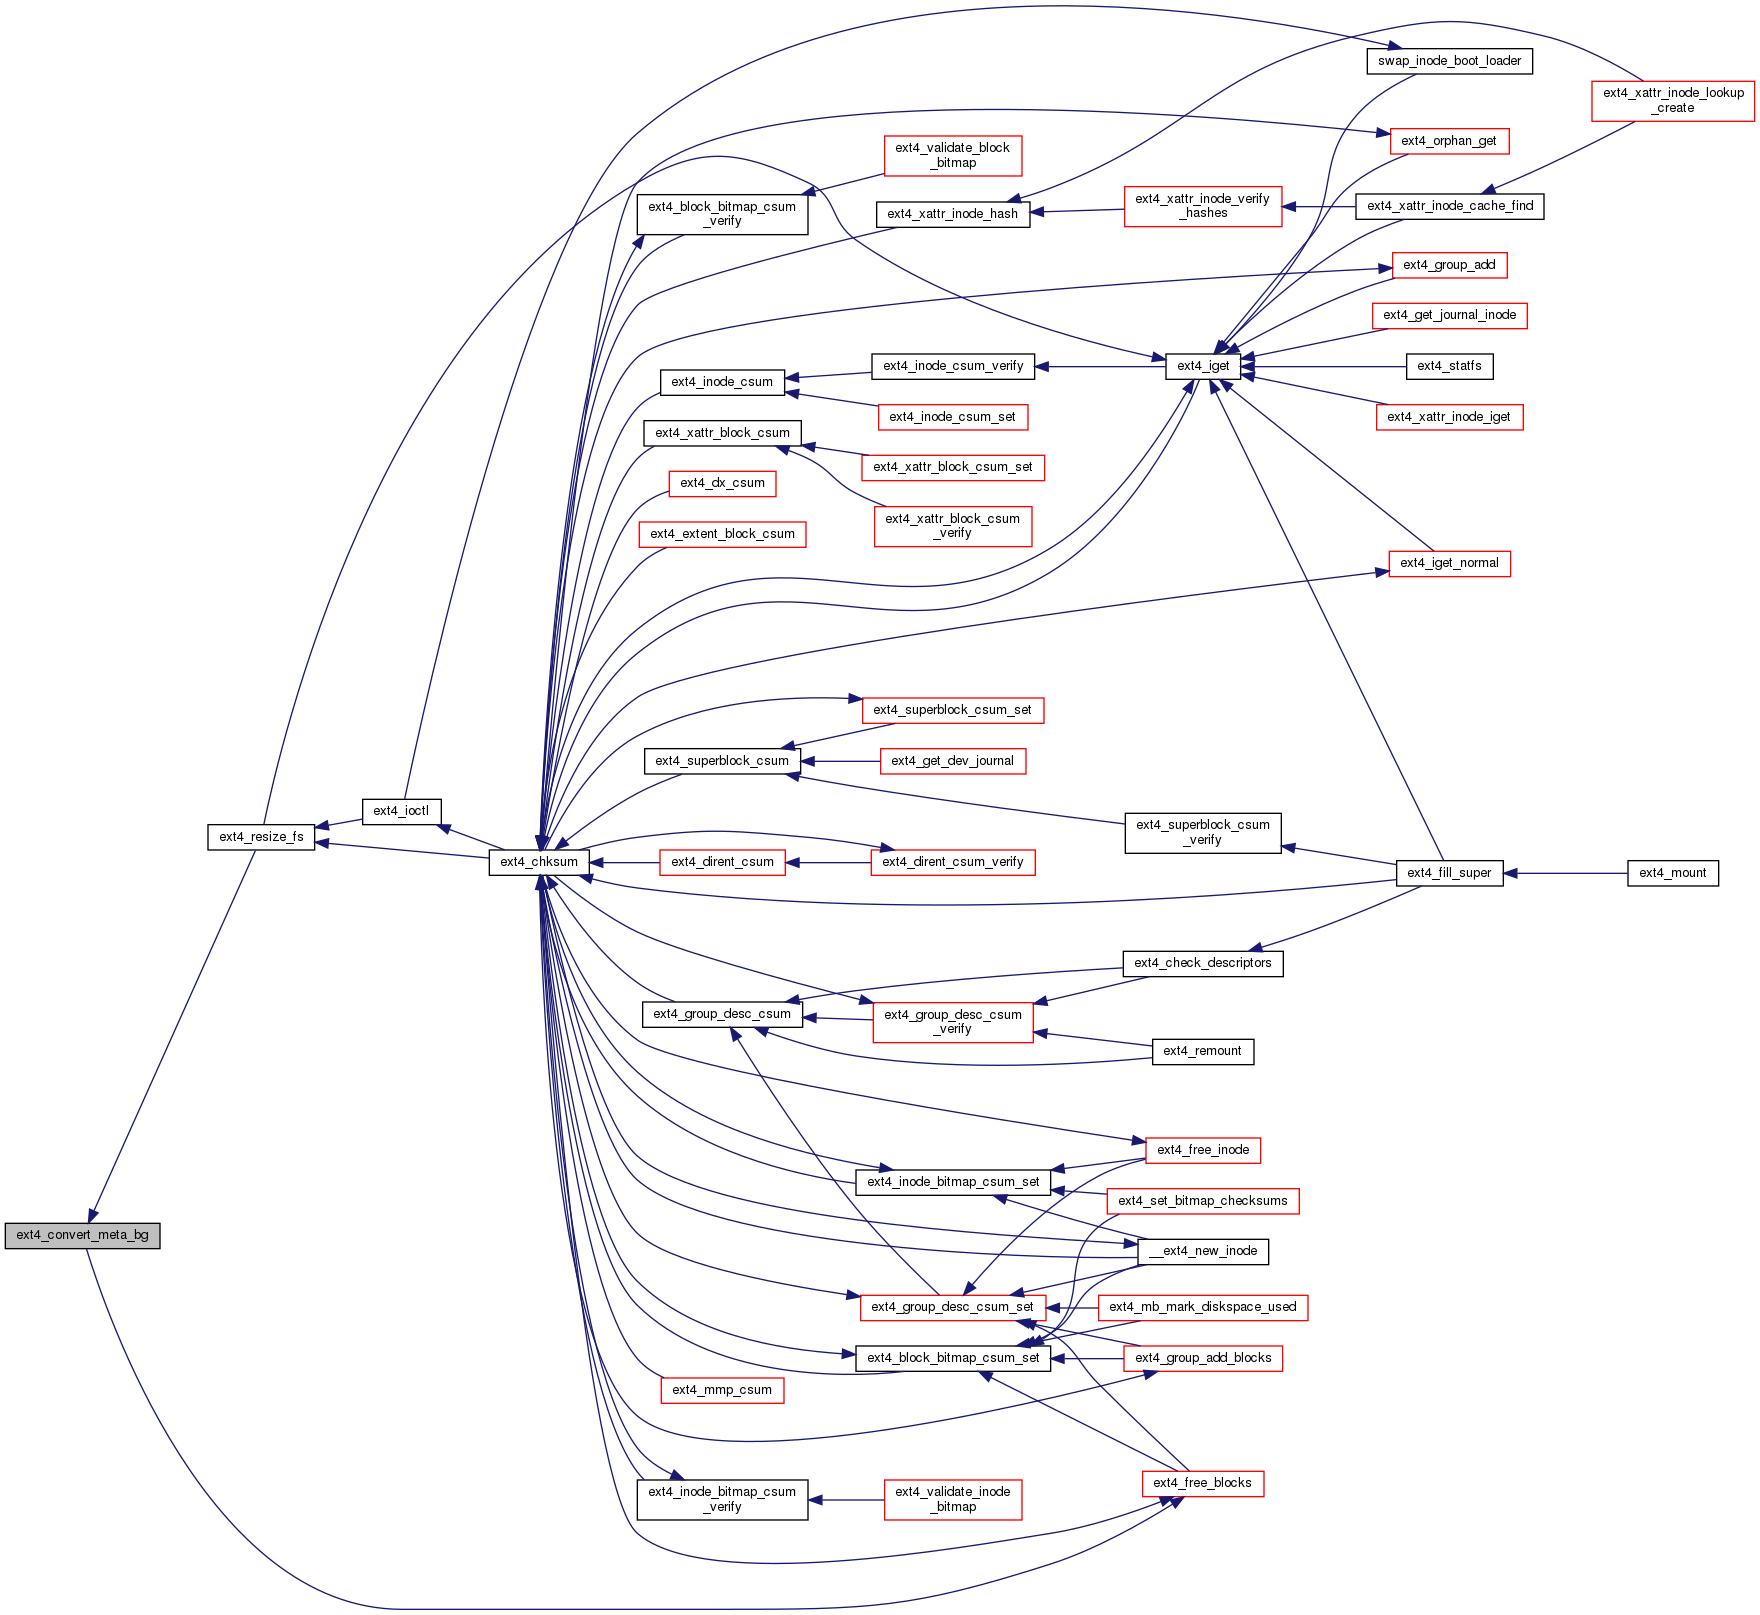 swap_inode_boot_loader
ext4_xattr_inode_lookup
_create
ext4_orphan_get
ext4_validate_block
_bitmap
ext4_block_bitmap_csum
_verify
ext4_xattr_inode_hash
ext4_xattr_inode_verify
_hashes
ext4_xattr_inode_cache_find
ext4_group_add
ext4_get_journal_inode
ext4_inode_csum
ext4_inode_csum_verify
ext4_iget
ext4_statfs
ext4_inode_csum_set
ext4_xattr_inode_iget
ext4_xattr_block_csum
ext4_xattr_block_csum_set
ext4_dx_csum
ext4_xattr_block_csum
_verify
ext4_extent_block_csum
ext4_iget_normal
ext4_superblock_csum_set
ext4_superblock_csum
ext4_get_dev_journal
ext4_ioctl
ext4_resize_fs
ext4_superblock_csum
_verify
ext4_chksum
ext4_dirent_csum
ext4_dirent_csum_verify
ext4_fill_super
ext4_mount
ext4_check_descriptors
ext4_group_desc_csum
ext4_group_desc_csum
_verify
ext4_remount
ext4_free_inode
ext4_inode_bitmap_csum_set
ext4_set_bitmap_checksums
ext4_convert_meta_bg
__ext4_new_inode
ext4_group_desc_csum_set
ext4_mb_mark_diskspace_used
ext4_block_bitmap_csum_set
ext4_group_add_blocks
ext4_mmp_csum
ext4_free_blocks
ext4_inode_bitmap_csum
_verify
ext4_validate_inode
_bitmap